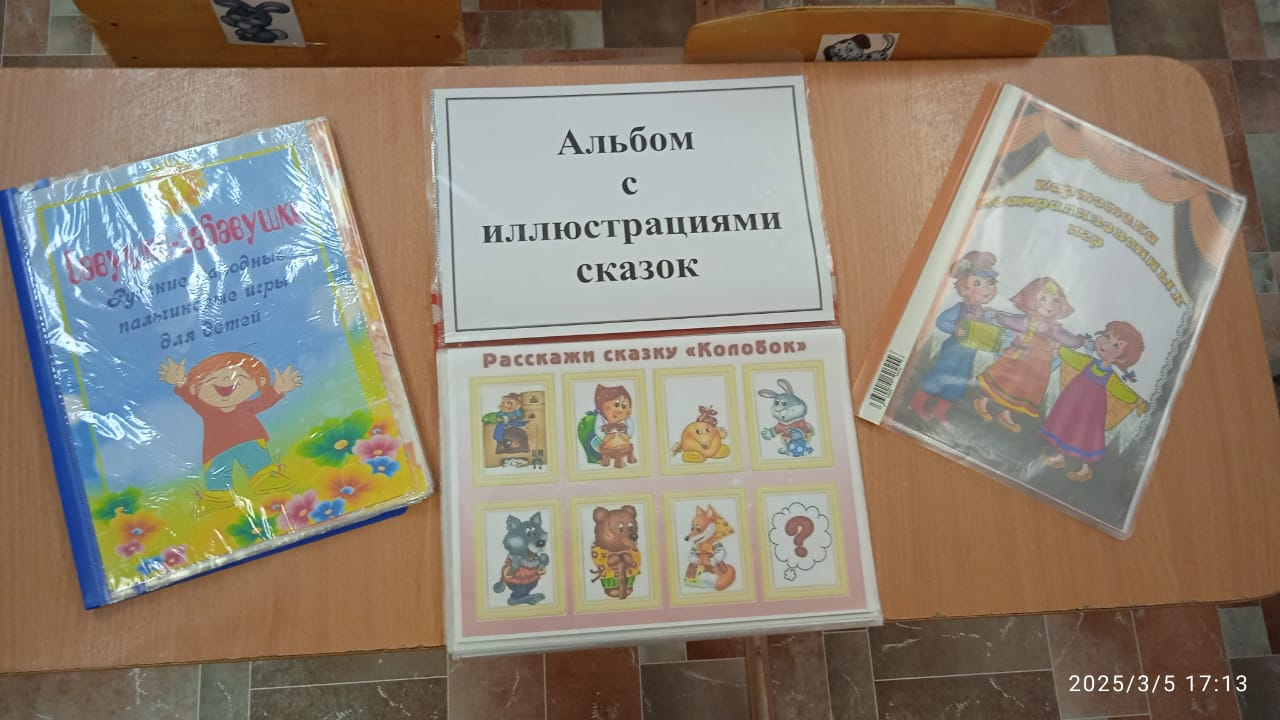 Русские народные
пальчиковые игры
для детей
Альбом
с
иллюстрациями
сказок
Расскажи сказку «Колобок»
?
Картотека
театрализованных
игр
2025/3/5 17:13